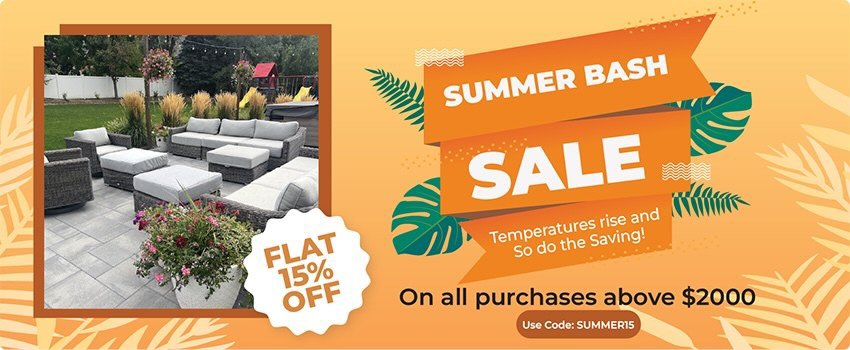 SUMMER BASH
SALE
Temperatures rise and
So do the Saving!
FLAT
15%
OFF
On all purchases above $2000
Use Code: SUMMER15